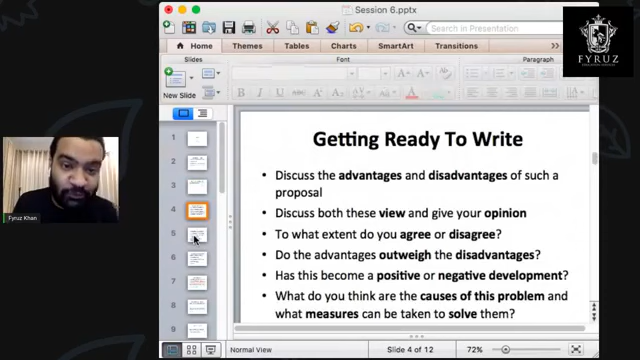 Session 6.pptx
Search in Presentation
Home Themes Tables Charts SmartArt Transitions
Slides Font Paragraph
New Slide
B I U
FYRUZ
1
2
3
4
5
6
7
8
9
Getting Ready To Write
• Discuss the advantages and disadvantages of such a
proposal
• Discuss both these view and give your opinion
• To what extent do you agree or disagree?
• Do the advantages outweigh the disadvantages?
• Has this become a positive or negative development?
• What do you think are the causes of this problem and
what measures can be taken to solve them?
Fyruz Khan
Normal View Slide 4 of 12 72%